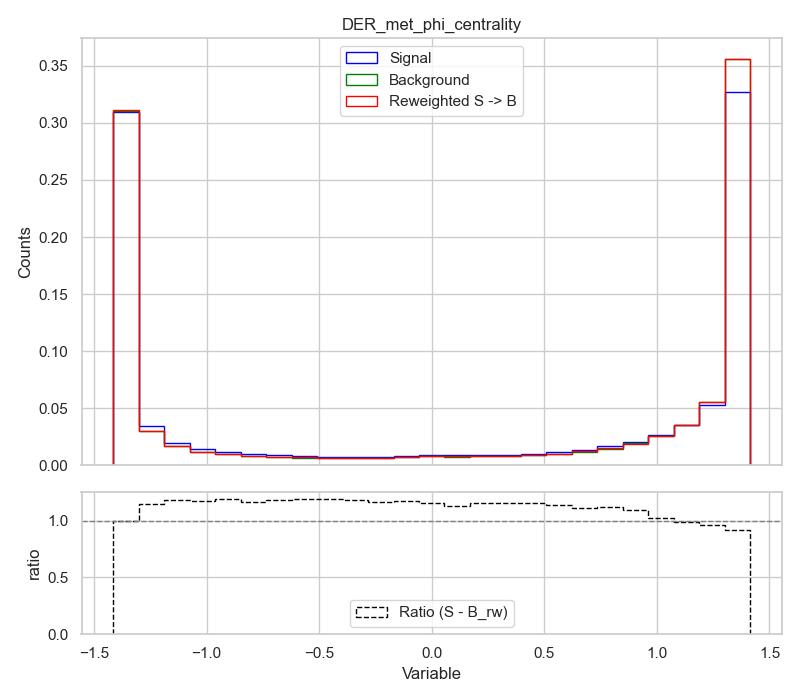 DER_met_phi_centrality
Signal
Background
Reweighted S -> B
Counts
0.35
0.30
0.25
0.20
0.15
0.10
0.05
0.00
ratio
1.0
0.5
0.0
Ratio (S - B_rw)
−1.5 −1.0 −0.5 0.0 0.5 1.0 1.5
Variable